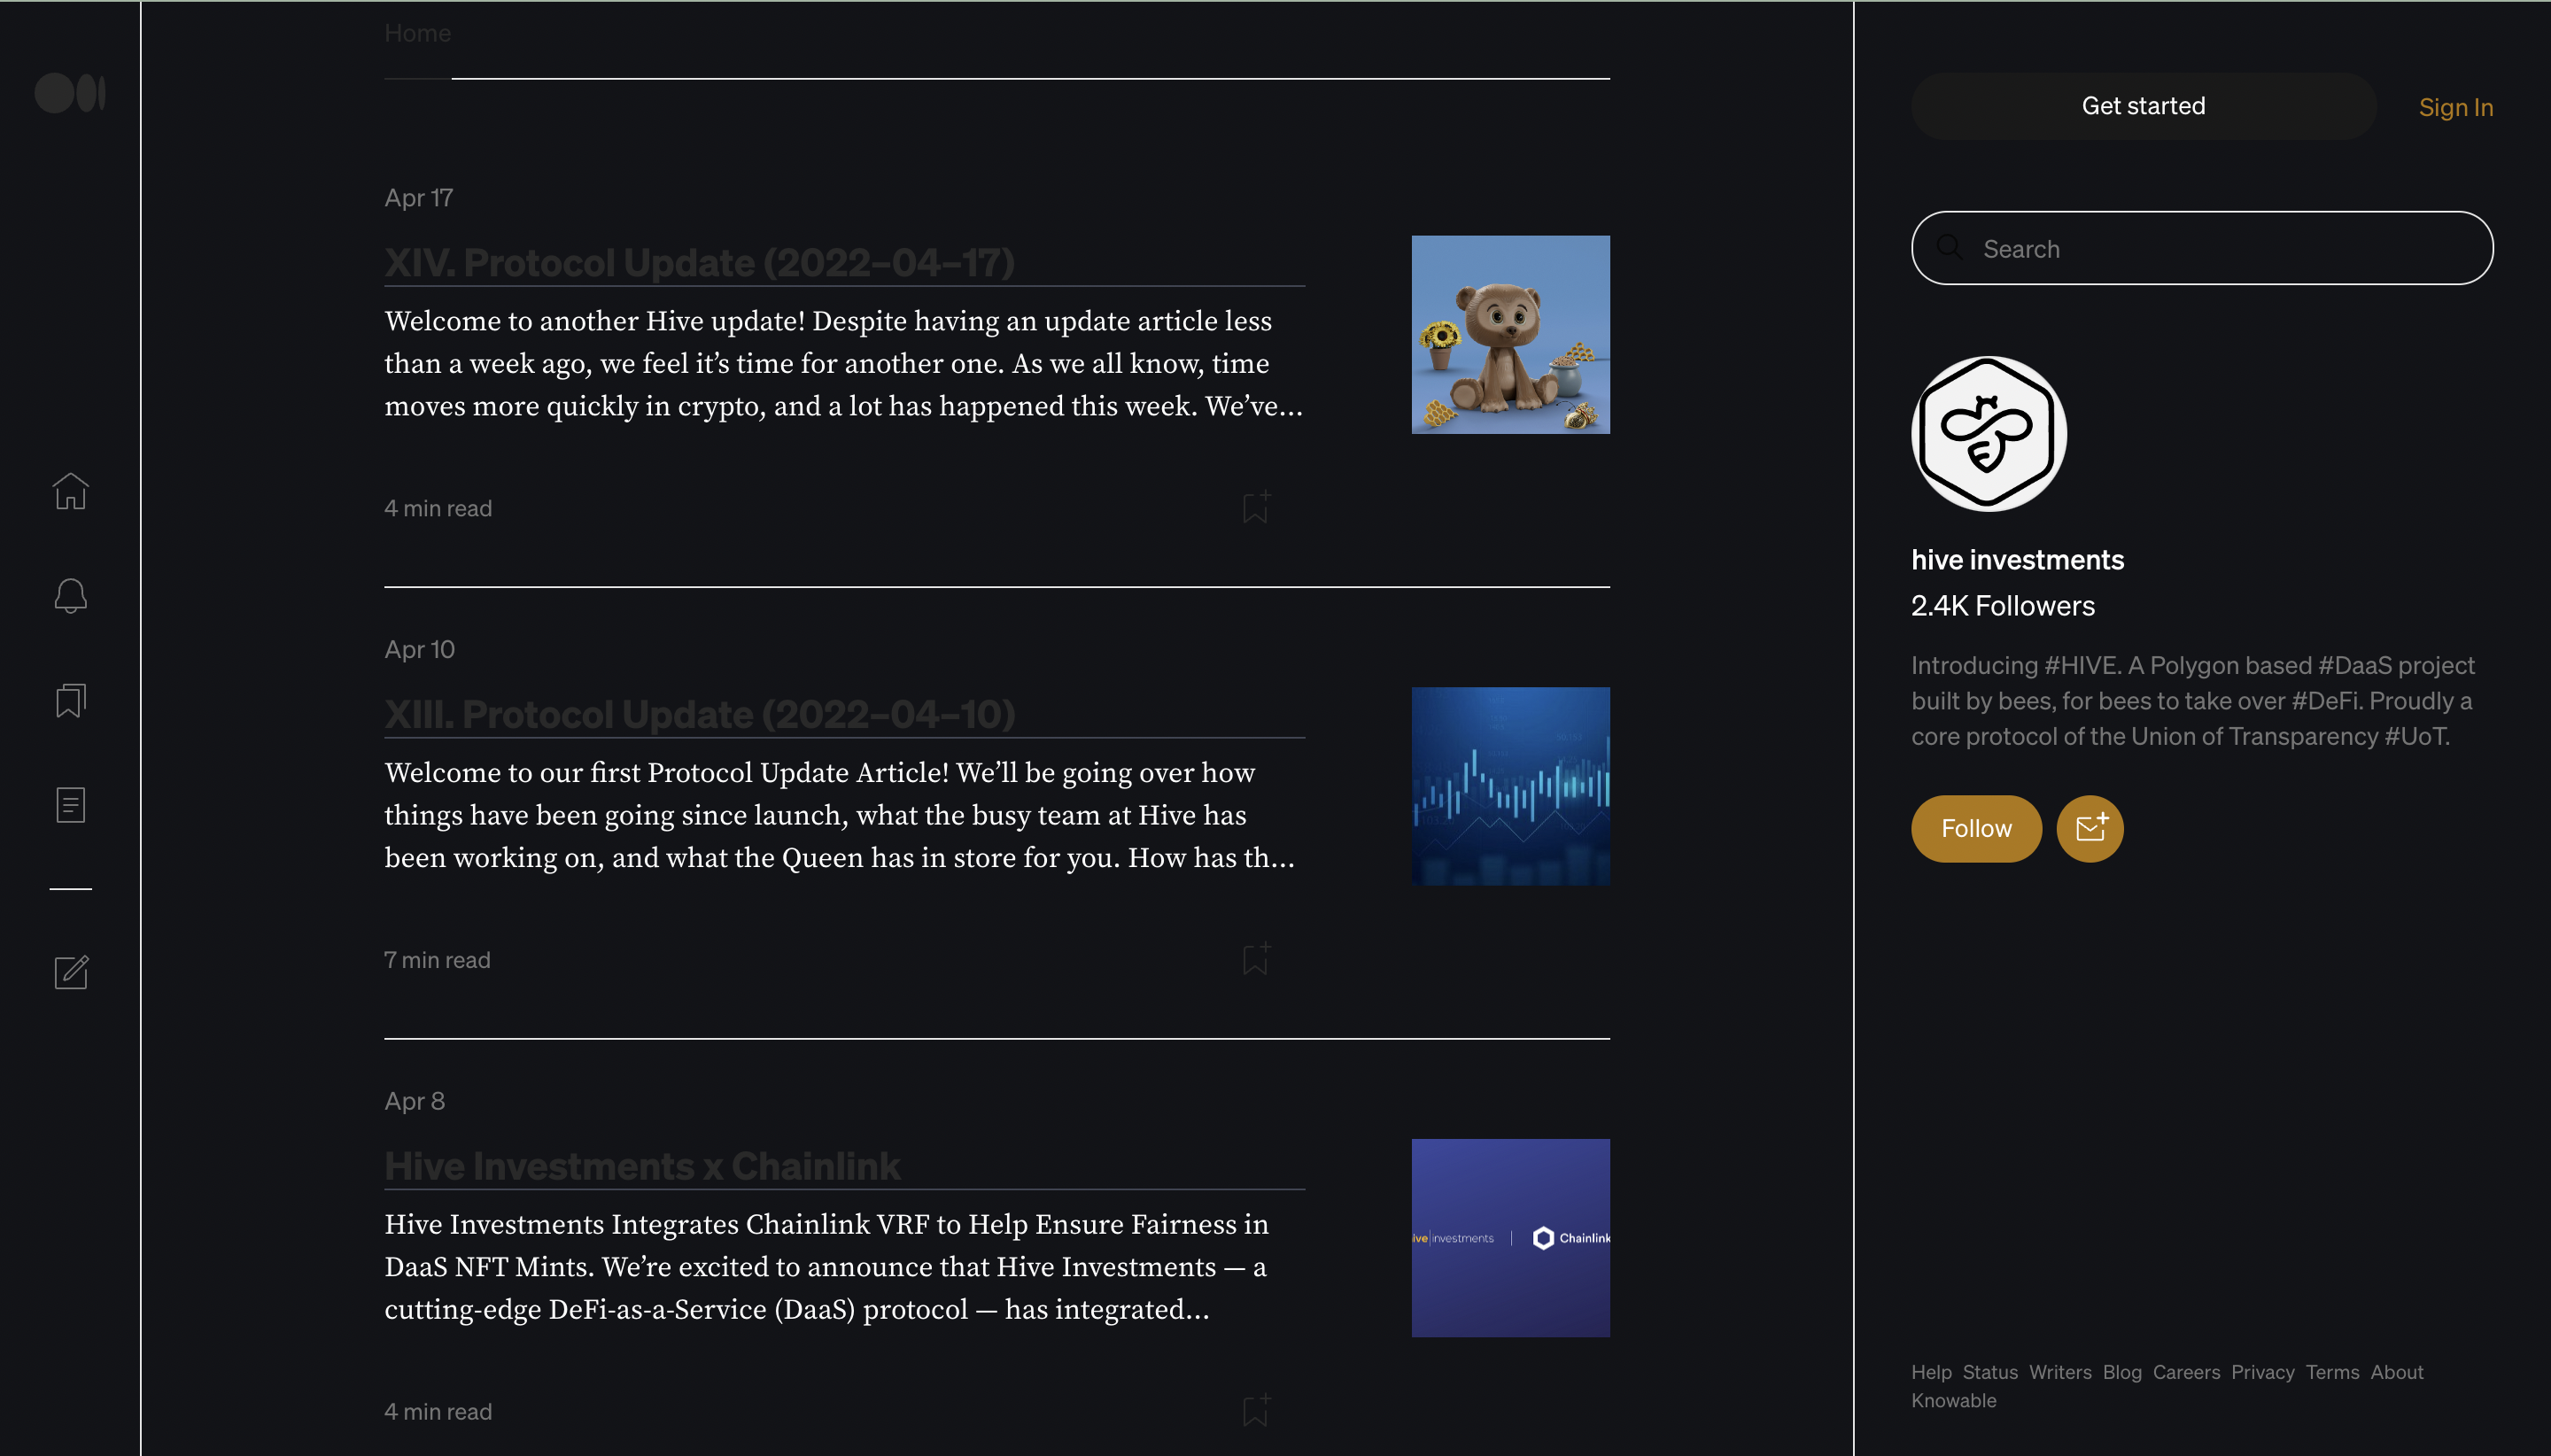 Home
Apr 17
XIV. Protocol Update (2022–04–17)
Welcome to another Hive update! Despite having an update article less
than a week ago, we feel it’s time for another one. As we all know, time
moves more quickly in crypto, and a lot has happened this week. We’ve…
4 min read
Apr 10
XIII. Protocol Update (2022–04–10)
Welcome to our first Protocol Update Article! We’ll be going over how
things have been going since launch, what the busy team at Hive has
been working on, and what the Queen has in store for you. How has th…
7 min read
Apr 8
Hive Investments x Chainlink
Hive Investments Integrates Chainlink VRF to Help Ensure Fairness in
DaaS NFT Mints. We’re excited to announce that Hive Investments — a
cutting-edge DeFi-as-a-Service (DaaS) protocol — has integrated…
ive|investments | Chainlink
4 min read
Get started
Sign In
Search
hive investments
2.4K Followers
Introducing #HIVE. A Polygon based #DaaS project
built by bees, for bees to take over #DeFi. Proudly a
core protocol of the Union of Transparency #UoT.
Follow
Help Status Writers Blog Careers Privacy Terms About
Knowable